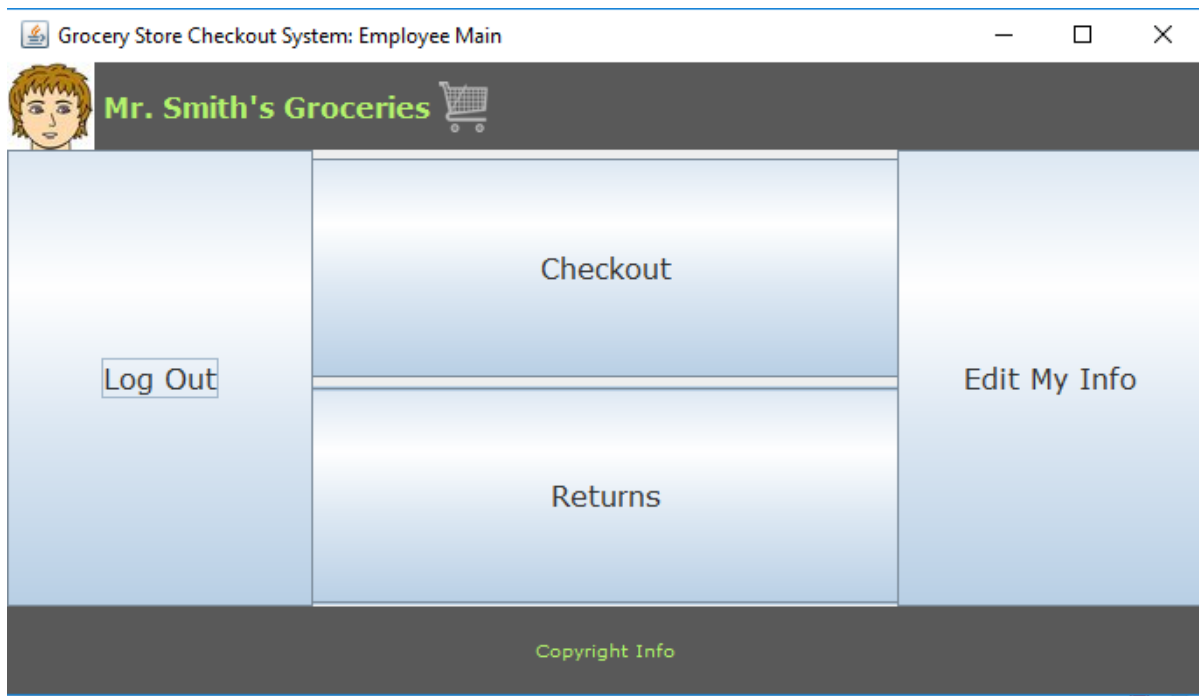 Grocery Store Checkout System: Employee Main
Mr. Smith's Groceries
Checkout
Log Out
Edit My Info
Returns
Copyright Info